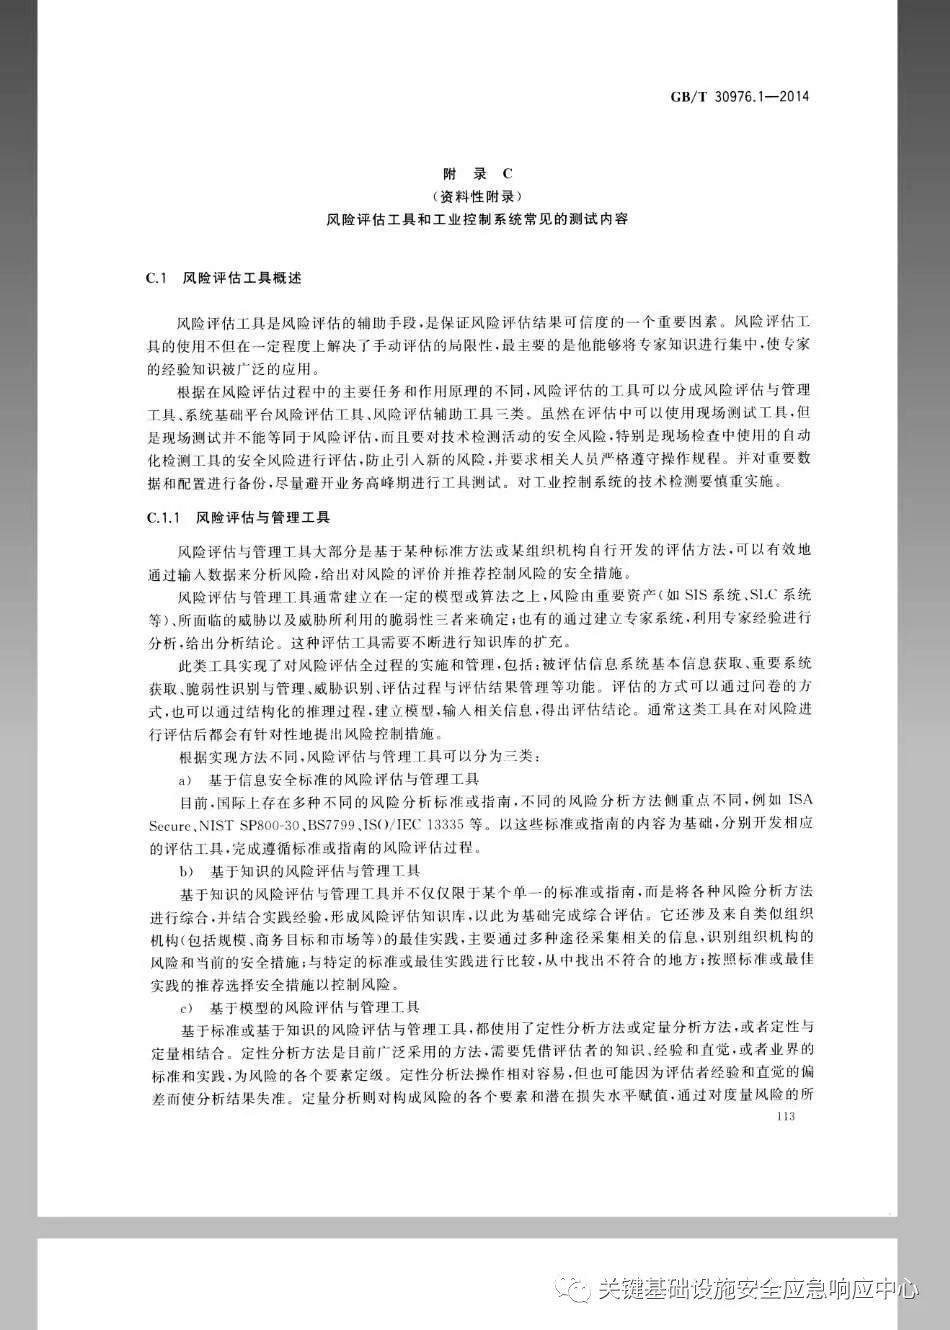 GB/T 30976.1—2014
附 录 C
(资料性附录)
风险评估工具和工业控制系统常见的测试内容
C.1 风险评估工具概述
风险评估工具是风险评估的辅助手段,是保证风险评估结果可信度的一个重要因素。风险评估工
具的使用不但在一定程度上解决了手动评估的局限性,最主要的是他能够将专家知识进行集中,使专家
的经验知识被广泛的应用。
根据在风险评估过程中的主要任务和作用原理的不同,风险评估的工具可以分成风险评估与管理
工具、系统基础平台风险评估工具、风险评估辅助工具三类。虽然在评估中可以使用现场测试工具,但
是现场测试并不能等同于风险评估,而且要对技术检测活动的安全风险,特别是现场检查中使用的自动
化检测工具的安全风险进行评估,防止引入新的风险,并要求相关人员严格遵守操作规程。并对重要数
据和配置进行备份,尽量避开业务高峰期进行工具测试。对工业控制系统的技术检测要慎重实施。
C.1.1 风险评估与管理工具
风险评估与管理工具大部分是基于某种标准方法或某组织机构自行开发的评估方法,可以有效地
通过输入数据来分析风险,给出对风险的评价并推荐控制风险的安全措施。
风险评估与管理工具通常建立在一定的模型或算法之上,风险由重要资产(如 SIS 系统、SLC 系统
等)、所面临的威胁以及威胁所利用的脆弱性三者来确定;也有的通过建立专家系统,利用专家经验进行
分析,给出分析结论。这种评估工具需要不断进行知识库的扩充。
此类工具实现了对风险评估全过程的实施和管理,包括:被评估信息系统基本信息获取、重要系统
获取、脆弱性识别与管理、威胁识别、评估过程与评估结果管理等功能。评估的方式可以通过问卷的方
式,也可以通过结构化的推理过程,建立模型,输入相关信息,得出评估结论。通常这类工具在对风险进
行评估后都会有针对性地提出风险控制措施。
根据实现方法不同,风险评估与管理工具可以分为三类:
a) 基于信息安全标准的风险评估与管理工具
目前,国际上存在多种不同的风险分析标准或指南,不同的风险分析方法侧重点不同,例如 ISA
Secure、NIST SP800-30、BS7799、ISO/IEC 13335 等。以这些标准或指南的内容为基础,分别开发相应
的评估工具,完成遵循标准或指南的风险评估过程。
b) 基于知识的风险评估与管理工具
基于知识的风险评估与管理工具并不仅仅限于某个单一的标准或指南,而是将各种风险分析方法
进行综合,并结合实践经验,形成风险评估知识库,以此为基础完成综合评估。它还涉及来自类似组织
机构(包括规模、商务目标和市场等)的最佳实践,主要通过多种途径采集相关的信息,识别组织机构的
风险和当前的安全措施;与特定的标准或最佳实践进行比较,从中找出不符合的地方;按照标准或最佳
实践的推荐选择安全措施以控制风险。
c) 基于模型的风险评估与管理工具
基于标准或基于知识的风险评估与管理工具,都使用了定性分析方法或定量分析方法,或者定性与
定量相结合。定性分析方法是目前广泛采用的方法,需要凭借评估者的知识、经验和直觉,或者业界的
标准和实践,为风险的各个要素定级。定性分析法操作相对容易,但也可能因为评估者经验和直觉的偏
差而使分析结果失准。定量分析则对构成风险的各个要素和潜在损失水平赋值,通过对度量风险的所
113
关键基础设施安全应急响应中心